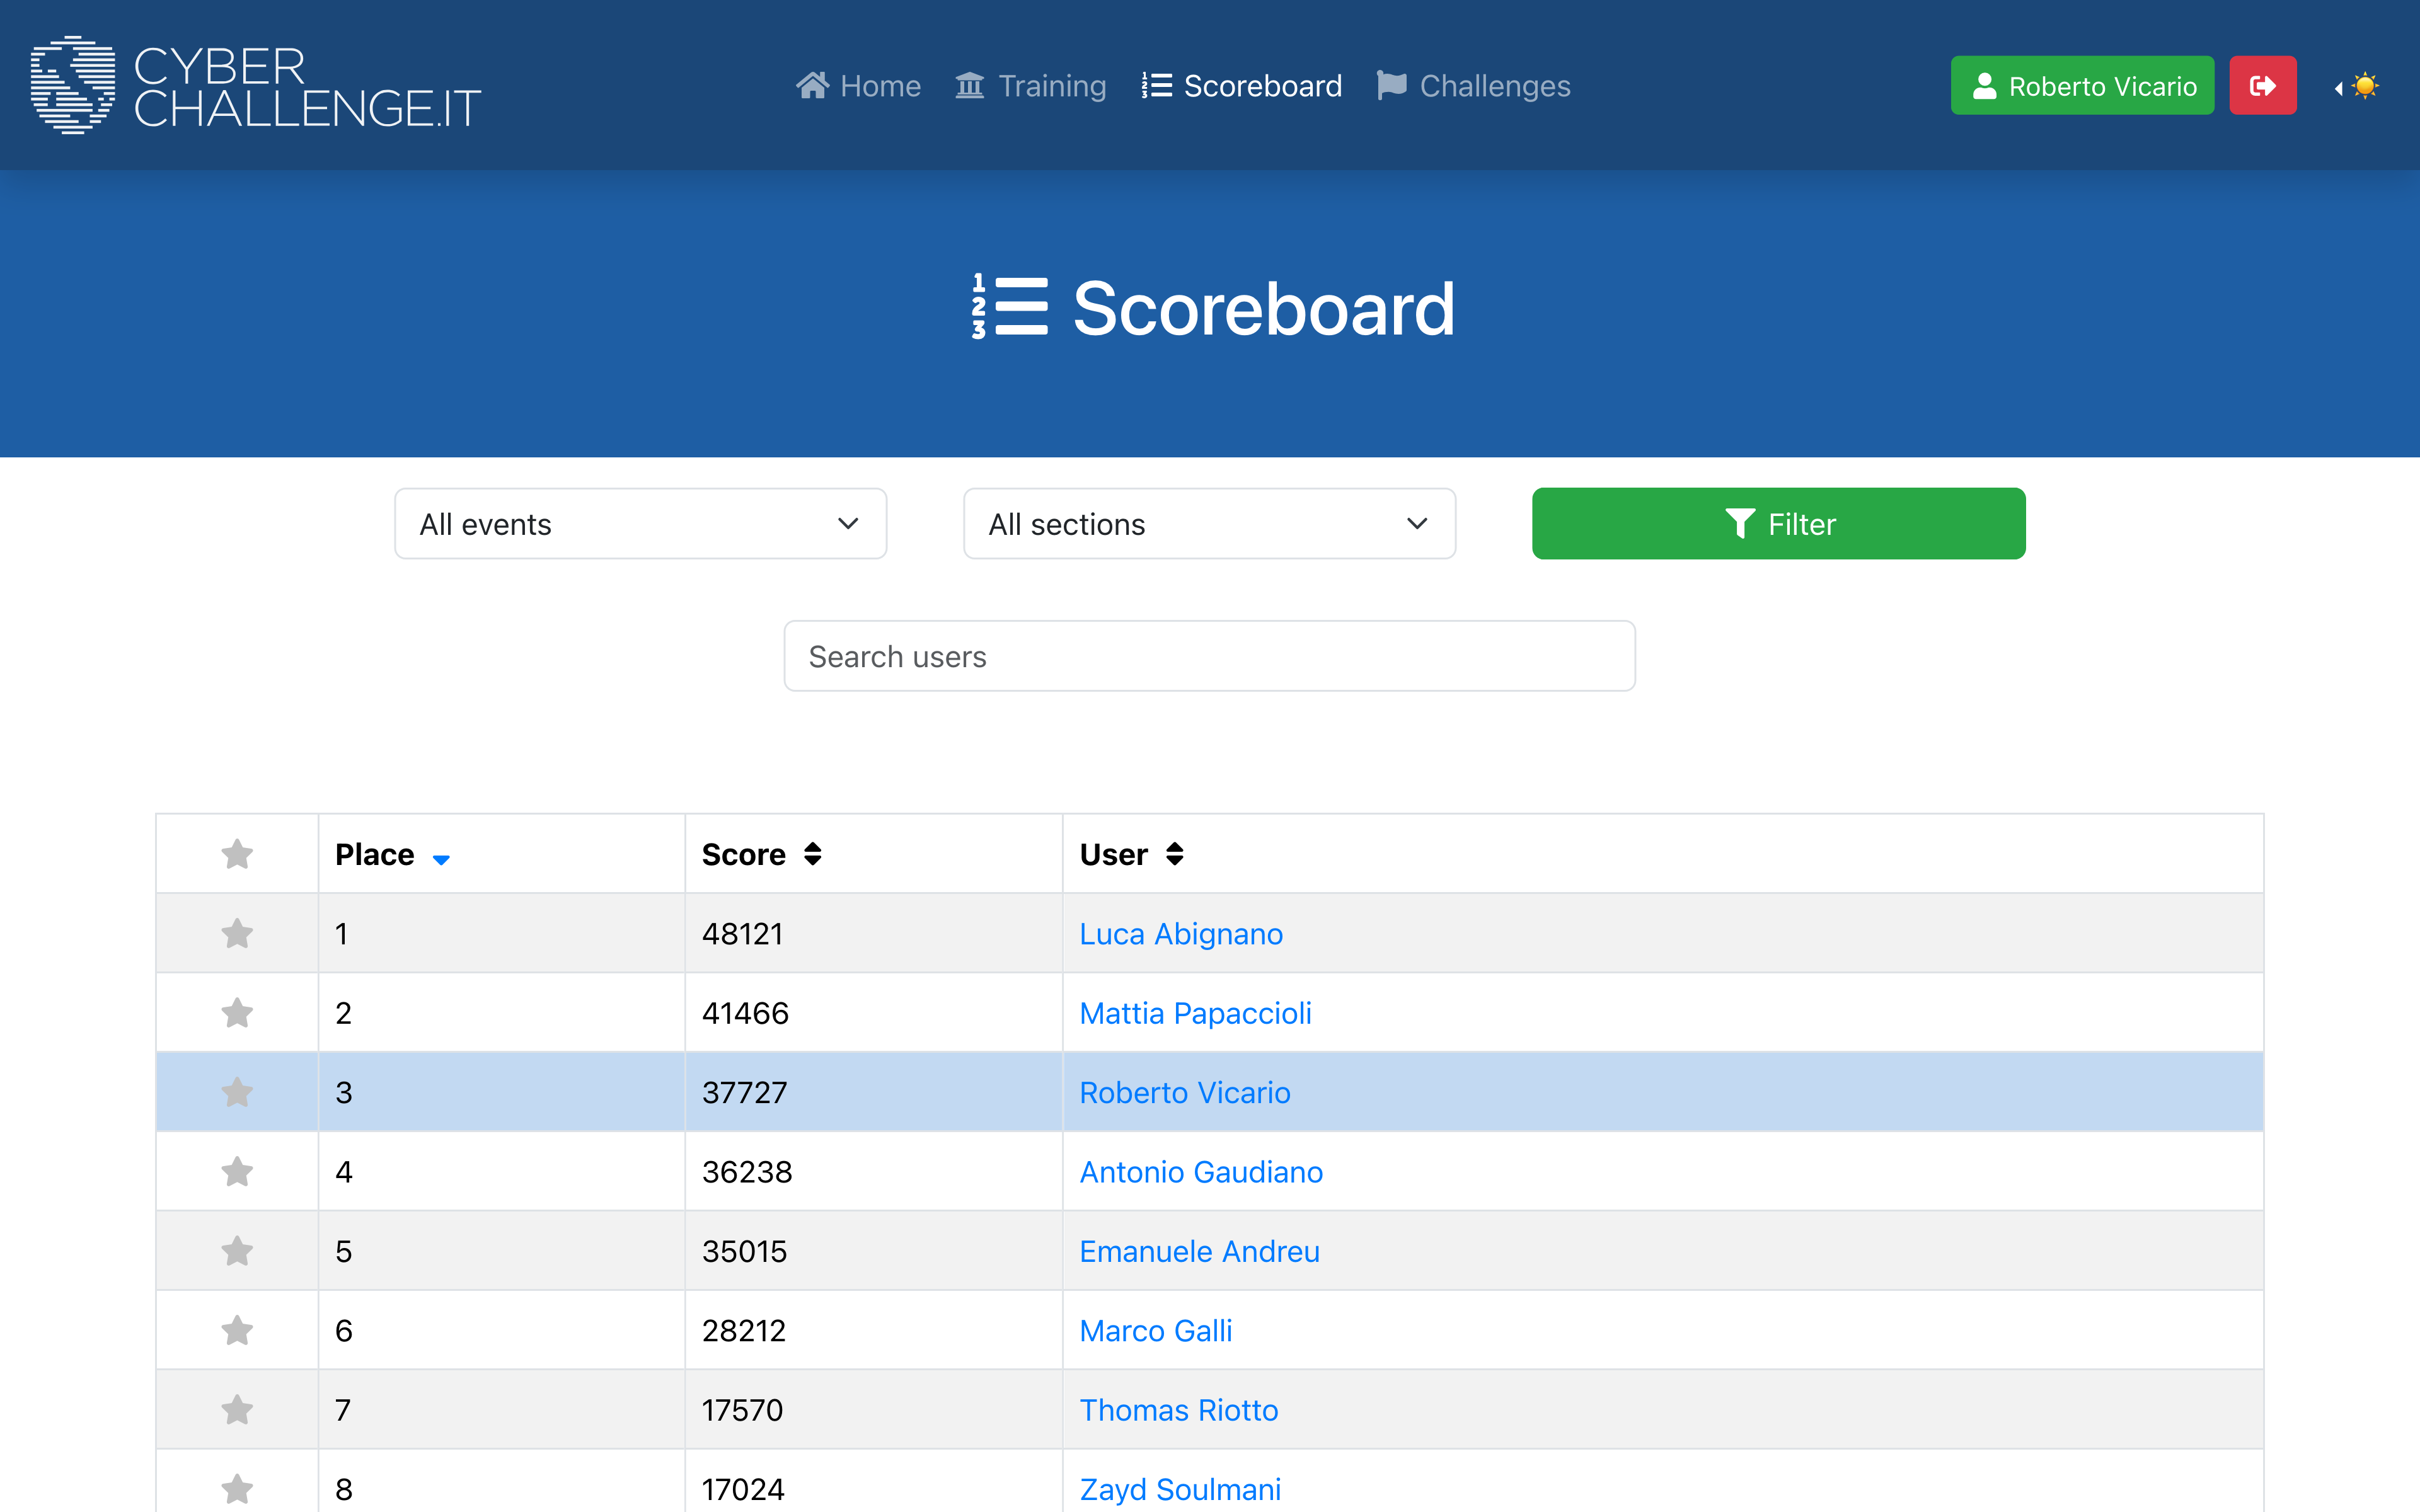 CYBER
CHALLENGE.IT
Home Training Scoreboard Challenges
Roberto Vicario
Scoreboard
All events All sections Filter
Search users
Place Score User
1 48121 Luca Abignano
2 41466 Mattia Papaccioli
3 37727 Roberto Vicario
4 36238 Antonio Gaudiano
5 35015 Emanuele Andreu
6 28212 Marco Galli
7 17570 Thomas Riotto
8 17024 Zayd Soulmani